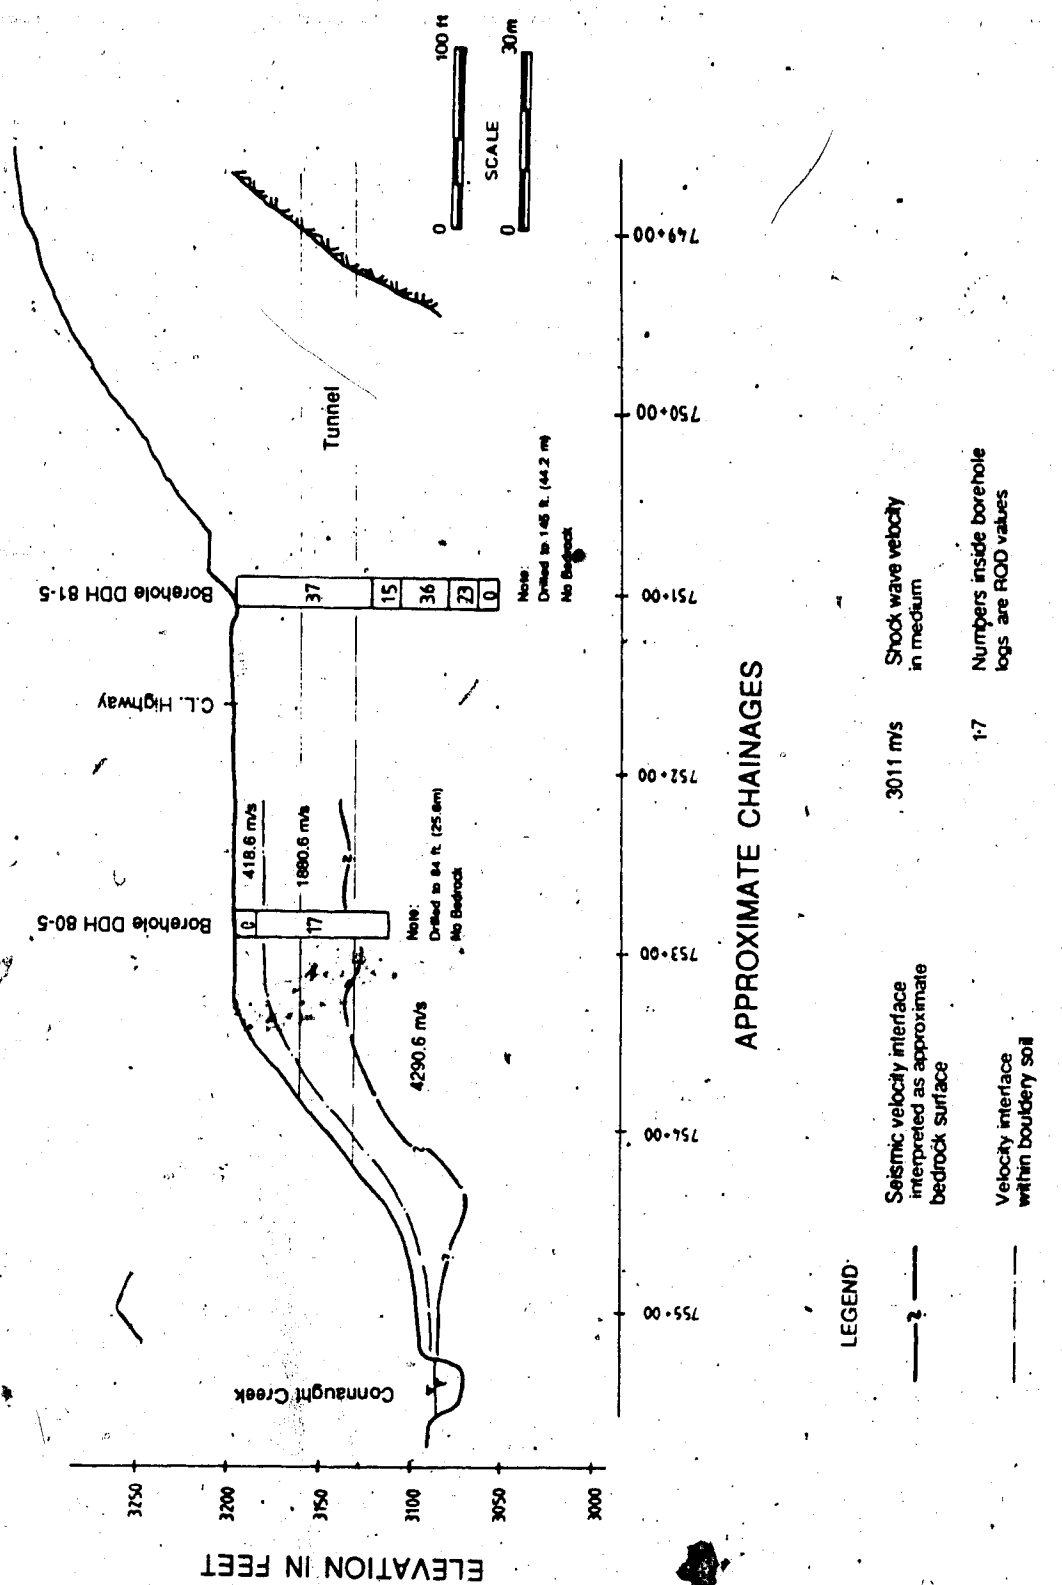 ELEVATION IN FEET
3250
3200
3150
3100
3050
3000
Connaught Creek
Borehole DDH 80-5
C.L. Highway
Borehole DDH 81-5
418.6 m/s
1880.6 m/s
4290.6 m/s
0
17
Note:
Drilled to 84 ft. (25.6m)
No Bedrock
37
15
36
23
0
Note:
Drilled to 145 ft. (44.2 m)
No Bedrock
Tunnel
0
100 ft
SCALE
0
30m
755+00
754+00
753+00
752+00
751+00
750+00
749+00
APPROXIMATE CHAINAGES
LEGEND
?
Seismic velocity interface
interpreted as approximate
bedrock surface
Velocity interface
within bouldery soil
3011 m/s
Shock wave velocity
in medium
1-7
Numbers inside borehole
logs are RQD values